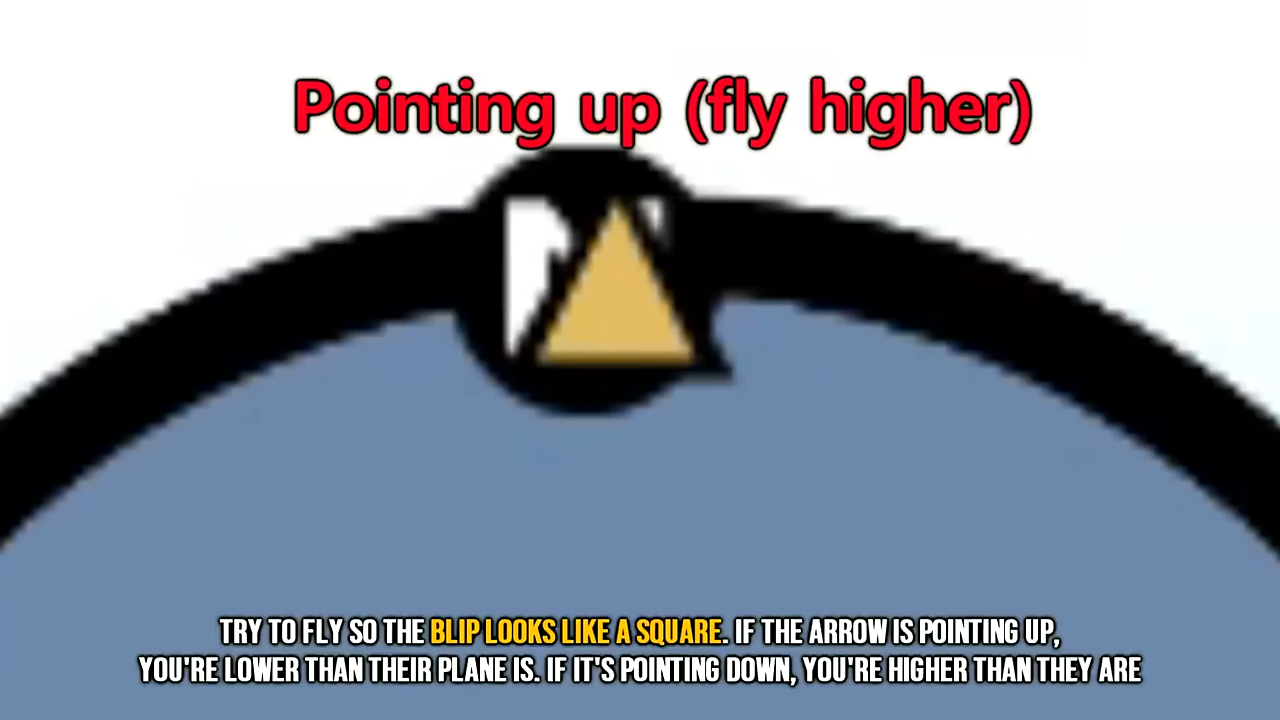 Pointing up (fly higher)
N
TRY TO FLY SO THE BLIP LOOKS LIKE A SQUARE. IF THE ARROW IS POINTING UP,
YOU'RE LOWER THAN THEIR PLANE IS. IF IT'S POINTING DOWN, YOU'RE HIGHER THAN THEY ARE